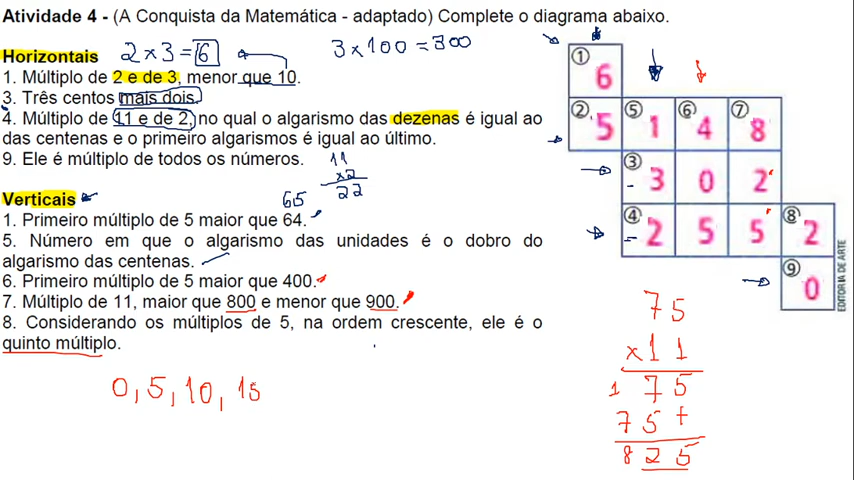 Atividade 4 - (A Conquista da Matemática - adaptado) Complete o diagrama abaixo.
Horizontais
2 x 3 = 6
3 x 100 = 300
1. Múltiplo de 2 e de 3, menor que 10.
3. Três centos mais dois.
4. Múltiplo de 11 e de 2, no qual o algarismo das dezenas é igual ao
das centenas e o primeiro algarismos é igual ao último.
9. Ele é múltiplo de todos os números.
11
x2
22
65
Verticais
1. Primeiro múltiplo de 5 maior que 64.
5. Número em que o algarismo das unidades é o dobro do
algarismo das centenas.
6. Primeiro múltiplo de 5 maior que 400.
7. Múltiplo de 11, maior que 800 e menor que 900.
8. Considerando os múltiplos de 5, na ordem crescente, ele é o
quinto múltiplo.
0, 5, 10, 15
1 6
2 5 5 1 6 4 7 8
3 3 0 2
4 2 5 5 8 2
9 0
EDITORIA DE ARTE
75
x11
1 75
75+
825